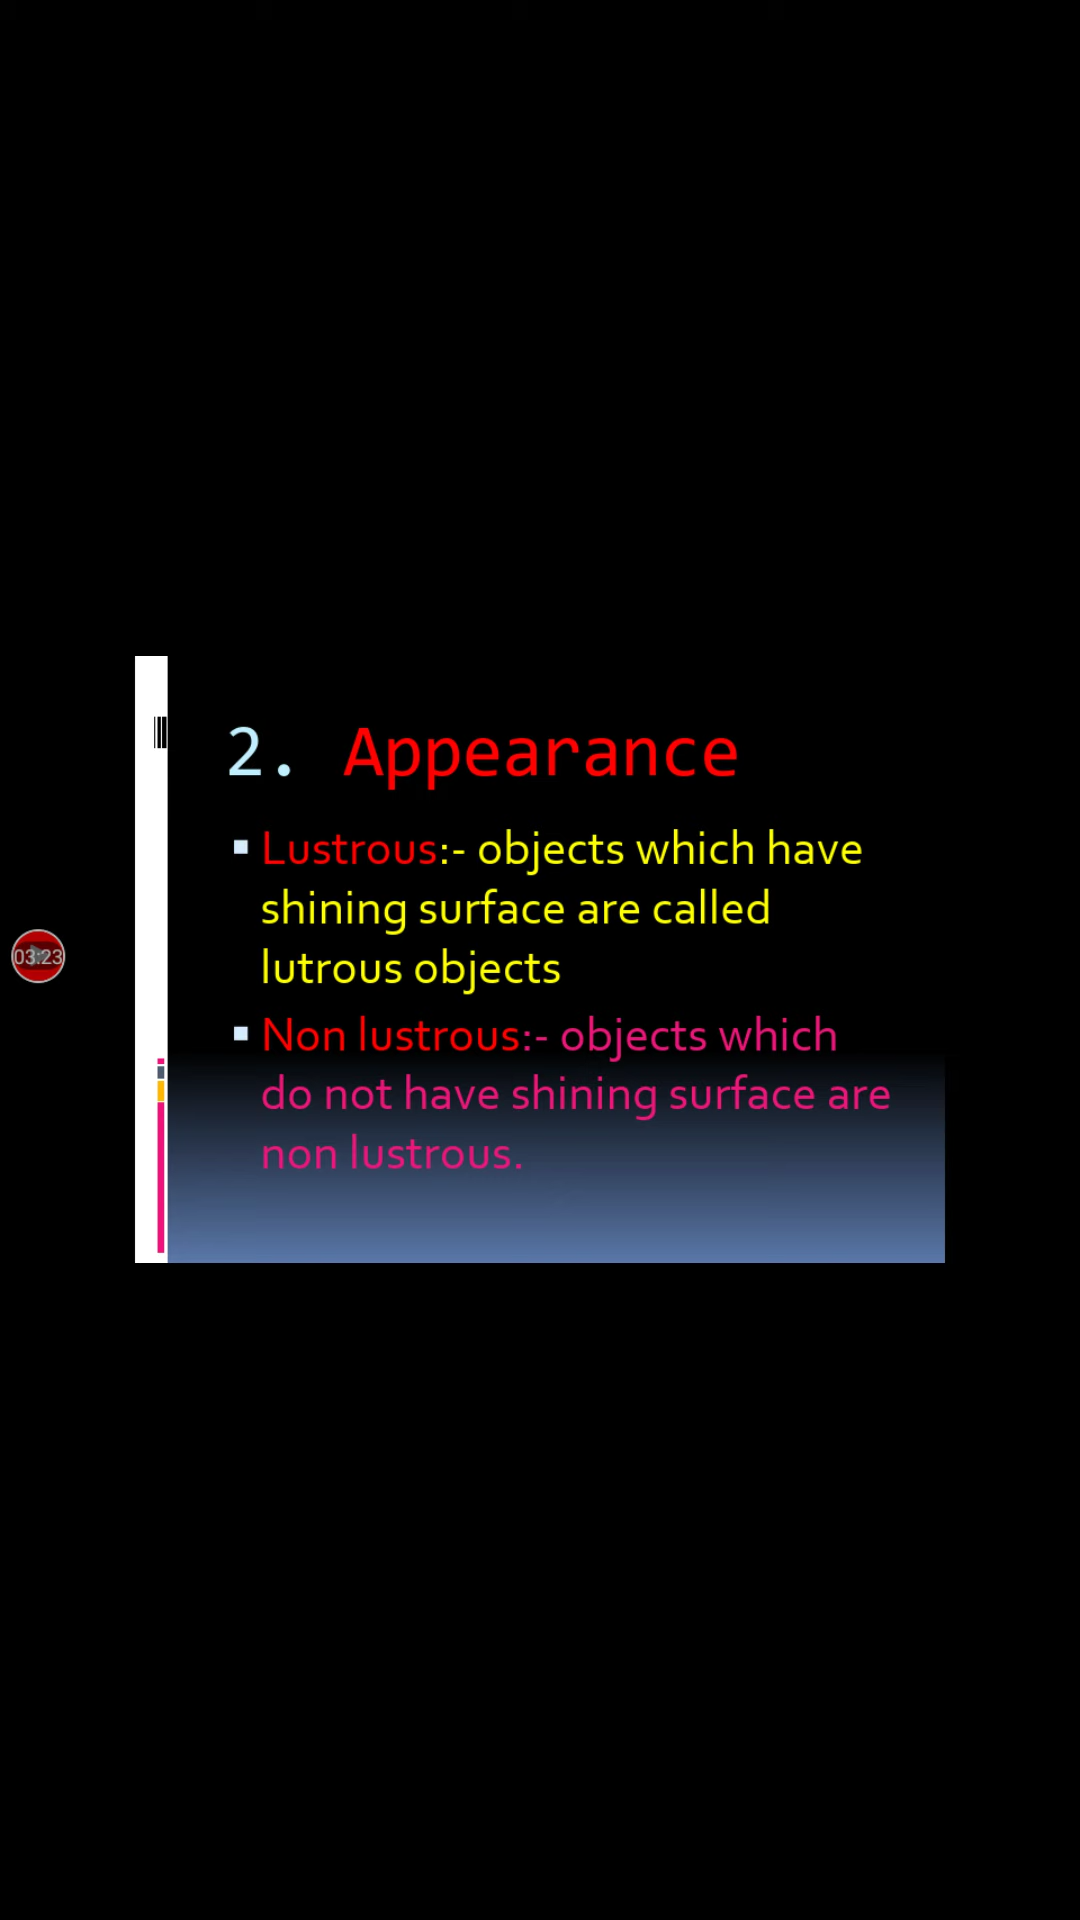 2. Appearance
Lustrous:- objects which have
shining surface are called
lutrous objects
Non lustrous:- objects which
do not have shining surface are
non lustrous.
03:23